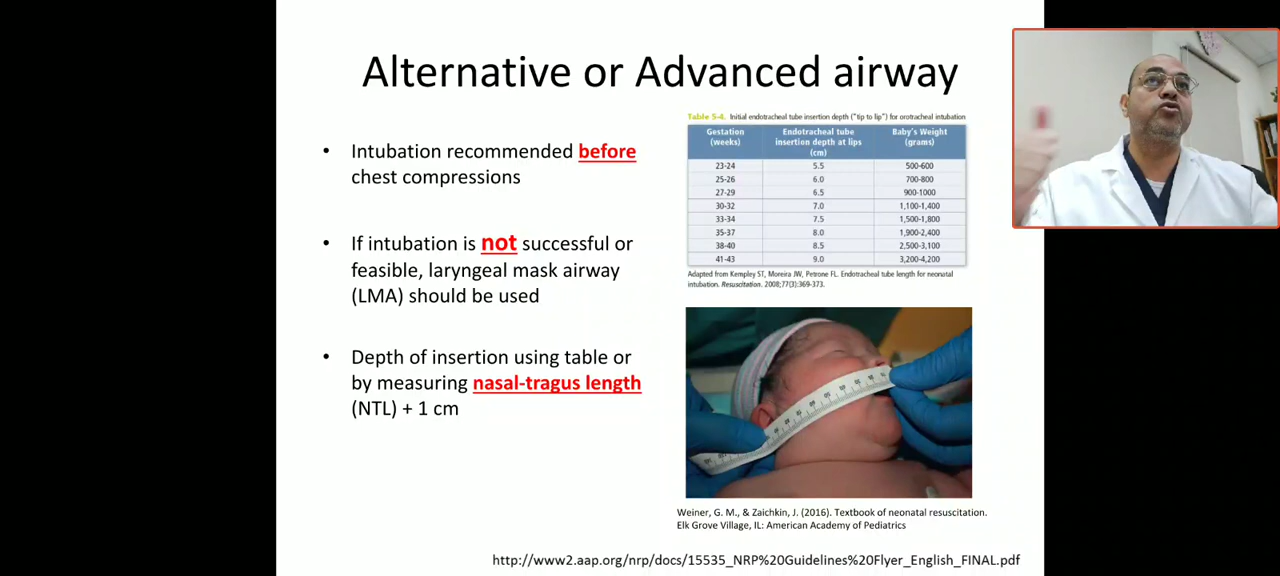 Alternative or Advanced airway
• Intubation recommended before
chest compressions
• If intubation is not successful or
feasible, laryngeal mask airway
(LMA) should be used
• Depth of insertion using table or
by measuring nasal-tragus length
(NTL) + 1 cm
Table 5-4. Initial endotracheal tube insertion depth ("tip to lip") for orotracheal intubation
Gestation (weeks) Endotracheal tube insertion depth at lips (cm) Baby's Weight (grams)
23-24 5.5 500-600
25-26 6.0 700-800
27-29 6.5 900-1000
30-32 7.0 1,100-1,400
33-34 7.5 1,500-1,800
35-37 8.0 1,900-2,400
38-40 8.5 2,500-3,100
41-43 9.0 3,200-4,200
Adapted from Kempley ST, Moreira JW, Petrone FL. Endotracheal tube length for neonatal
intubation. Resuscitation. 2008;77(3):369-373.
Weiner, G. M., & Zaichkin, J. (2016). Textbook of neonatal resuscitation.
Elk Grove Village, IL: American Academy of Pediatrics
http://www2.aap.org/nrp/docs/15535_NRP%20Guidelines%20Flyer_English_FINAL.pdf